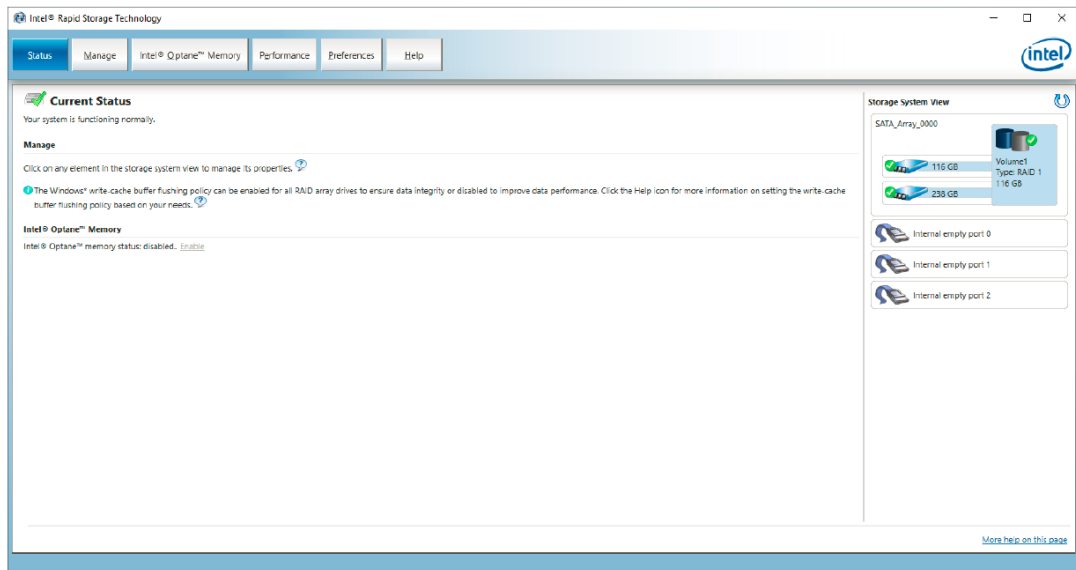 Intel® Rapid Storage Technology
Status
Manage
Intel® Optane™ Memory
Performance
Preferences
Help
intel
Current Status
Your system is functioning normally.
Manage
Click on any element in the storage system view to manage its properties.
The Windows* write-cache buffer flushing policy can be enabled for all RAID array drives to ensure data integrity or disabled to improve data performance. Click the Help icon for more information on setting the write-cache
buffer flushing policy based on your needs.
Intel® Optane™ Memory
Intel® Optane™ memory status: disabled.. Enable
Storage System View
SATA_Array_0000
116 GB
238 GB
Volume1
Type: RAID 1
116 GB
Internal empty port 0
Internal empty port 1
Internal empty port 2
More help on this page